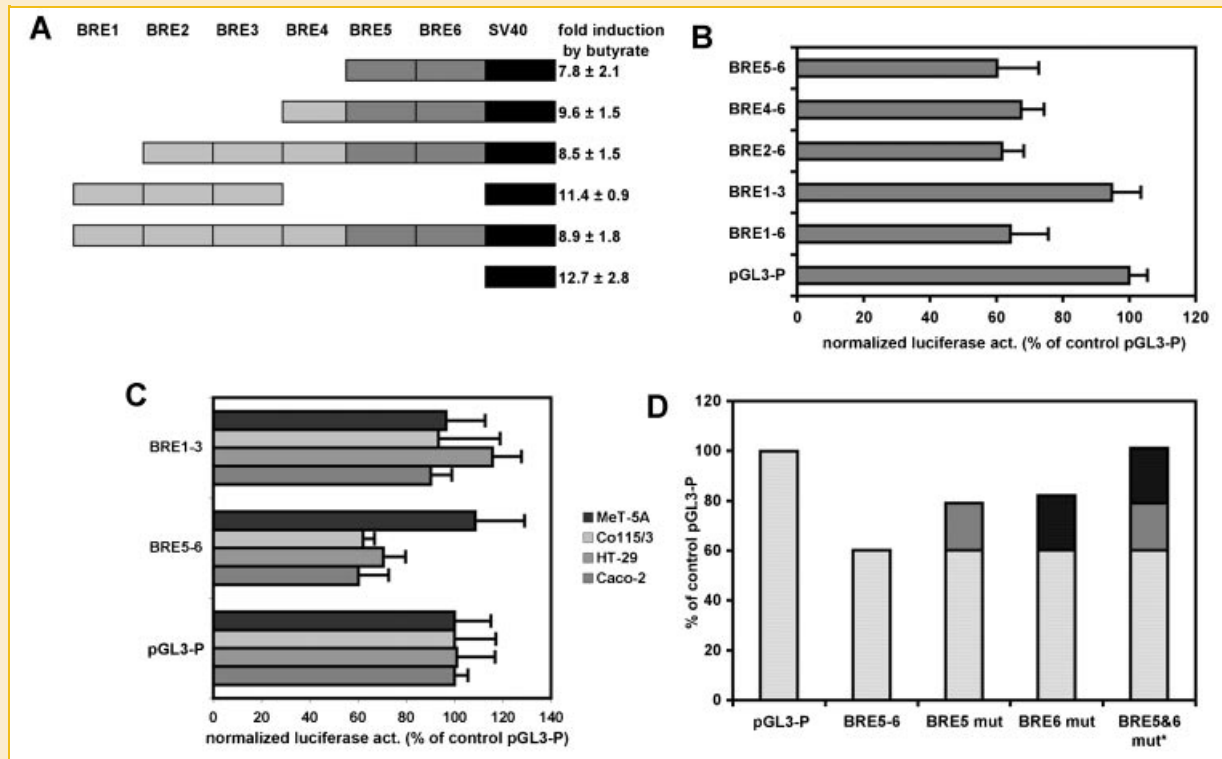 A
BRE1 BRE2 BRE3 BRE4 BRE5 BRE6 SV40 fold induction
by butyrate
7.8 ± 2.1
9.6 ± 1.5
8.5 ± 1.5
11.4 ± 0.9
8.9 ± 1.8
12.7 ± 2.8
B
BRE5-6
BRE4-6
BRE2-6
BRE1-3
BRE1-6
pGL3-P
0 20 40 60 80 100 120
normalized luciferase act. (% of control pGL3-P)
C
BRE1-3
BRE5-6
pGL3-P
MeT-5A
Co115/3
HT-29
Caco-2
0 20 40 60 80 100 120 140
normalized luciferase act. (% of control pGL3-P)
D
% of control pGL3-P
120
100
80
60
40
20
0
pGL3-P BRE5-6 BRE5 mut BRE6 mut BRE5&6
mut*